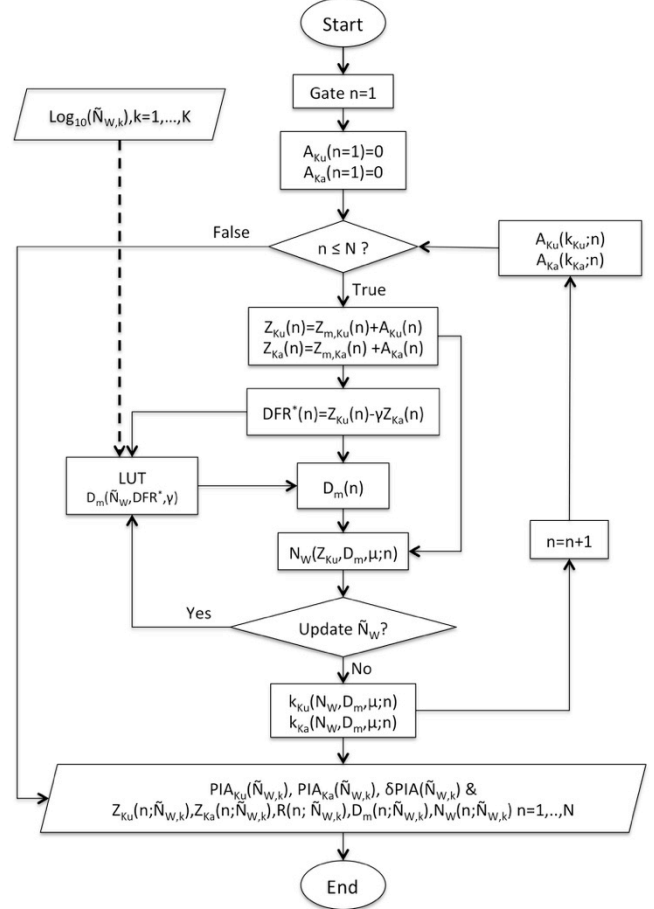 Start
Gate n=1
Log₁₀(Ñ_W,k),k=1,...,K
A_Ku(n=1)=0
A_Ka(n=1)=0
False
n ≤ N ?
A_Ku(k_Ku;n)
A_Ka(k_Ka;n)
True
Z_Ku(n)=Z_m,Ku(n)+A_Ku(n)
Z_Ka(n)=Z_m,Ka(n) +A_Ka(n)
DFR*(n)=Z_Ku(n)-γZ_Ka(n)
LUT
D_m(Ñ_W,DFR*,γ)
D_m(n)
N_W(Z_Ku,D_m,μ;n)
n=n+1
Yes
Update Ñ_W?
No
k_Ku(N_W,D_m,μ;n)
k_Ka(N_W,D_m,μ;n)
PIA_Ku(Ñ_W,k), PIA_Ka(Ñ_W,k), δPIA(Ñ_W,k) &
Z_Ku(n;Ñ_W,k),Z_Ka(n;Ñ_W,k),R(n; Ñ_W,k),D_m(n;Ñ_W,k),N_W(n;Ñ_W,k) n=1,..,N
End